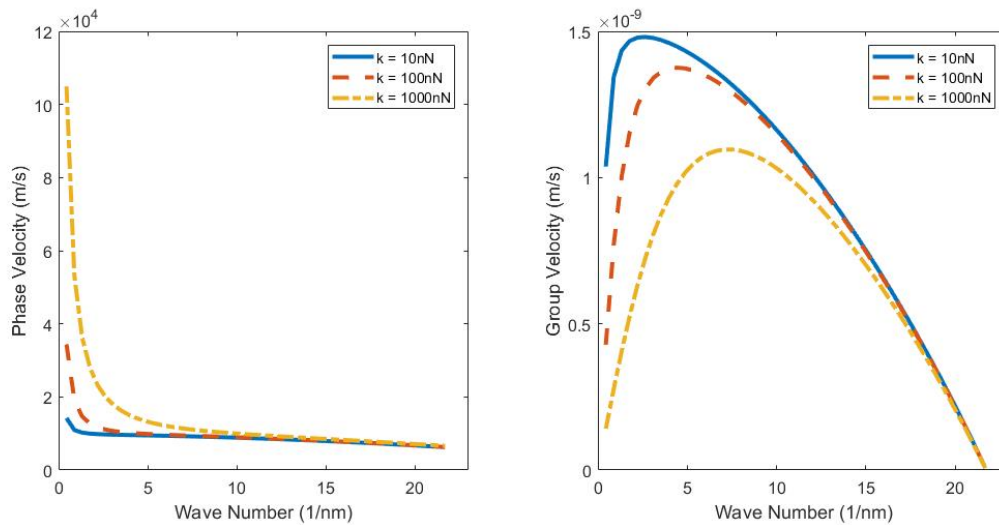 ×10^4
12
10
8
6
4
2
0
Phase Velocity (m/s)
0 5 10 15 20
Wave Number (1/nm)
k = 10nN
k = 100nN
k = 1000nN
×10^-9
1.5
1
0.5
0
Group Velocity (m/s)
0 5 10 15 20
Wave Number (1/nm)
k = 10nN
k = 100nN
k = 1000nN